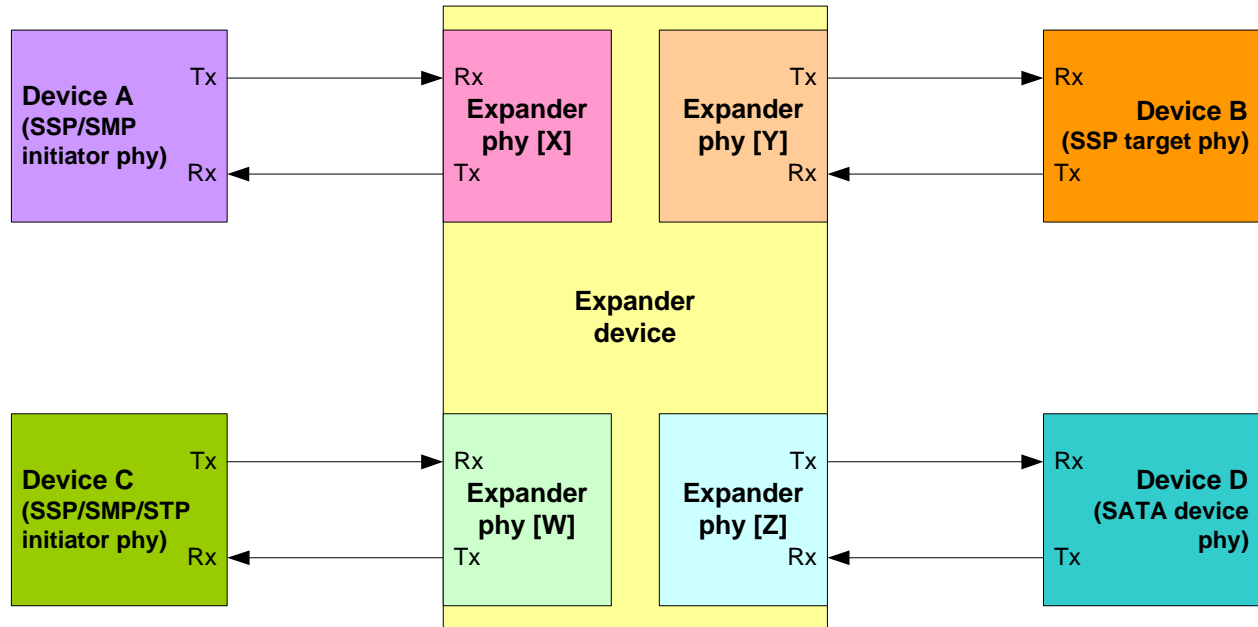 Tx
Device A
(SSP/SMP
initiator phy)
Rx
Rx
Expander
phy [X]
Tx
Tx
Expander
phy [Y]
Rx
Rx
Device B
(SSP target phy)
Tx
Expander
device
Tx
Device C
(SSP/SMP/STP
initiator phy)
Rx
Rx
Expander
phy [W]
Tx
Tx
Expander
phy [Z]
Rx
Rx
Device D
(SATA device
phy)
Tx